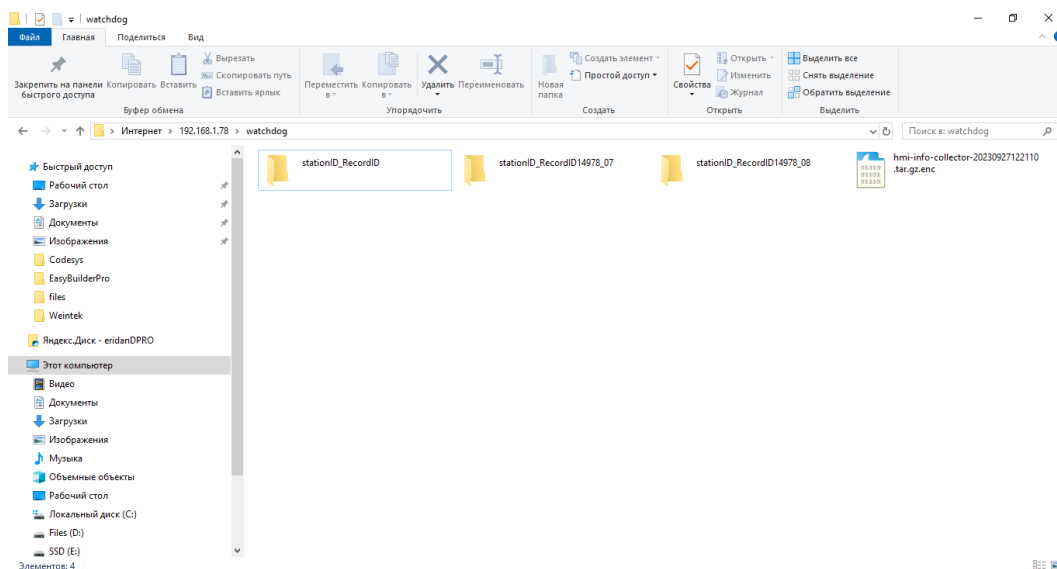 watchdog
Файл Главная Поделиться Вид
Закрепить на панели быстрого доступа
Копировать
Вставить
Вырезать
Скопировать путь
Вставить ярлык
Буфер обмена
Переместить в
Копировать в
Удалить
Переименовать
Упорядочить
Новая папка
Создать элемент
Простой доступ
Создать
Свойства
Открыть
Изменить
Журнал
Открыть
Выделить все
Снять выделение
Обратить выделение
Выделить
Интернет > 192.168.1.78 > watchdog
Поиск в: watchdog
Быстрый доступ
Рабочий стол
Загрузки
Документы
Изображения
Codesys
EasyBuilderPro
files
Weintek
Яндекс.Диск - eridanDPRO
Этот компьютер
Видео
Документы
Загрузки
Изображения
Музыка
Объемные объекты
Рабочий стол
Локальный диск (C:)
Files (D:)
SSD (E:)
Элементов: 4
stationID_RecordID
stationID_RecordID14978_07
stationID_RecordID14978_08
01010
01101
01110
hmi-info-collector-20230927122110
.tar.gz.enc